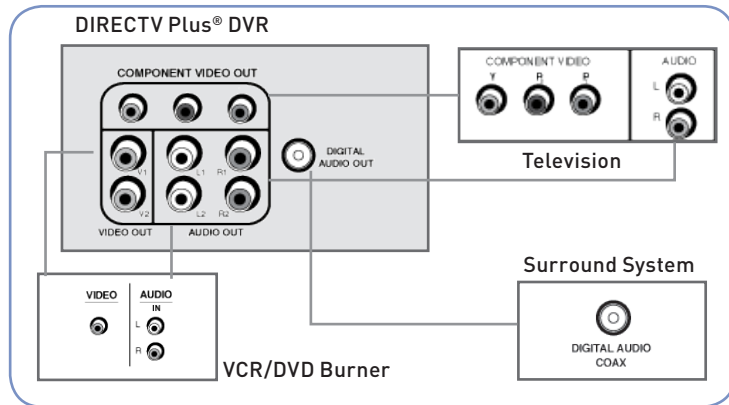 DIRECTV Plus® DVR
COMPONENT VIDEO OUT
V1
L1
R1
V2
L2
R2
VIDEO OUT
AUDIO OUT
DIGITAL
AUDIO OUT
COMPONENT VIDEO
Y
P
P
AUDIO
L
R
Television
VIDEO
AUDIO
IN
L
R
VCR/DVD Burner
Surround System
DIGITAL AUDIO
COAX